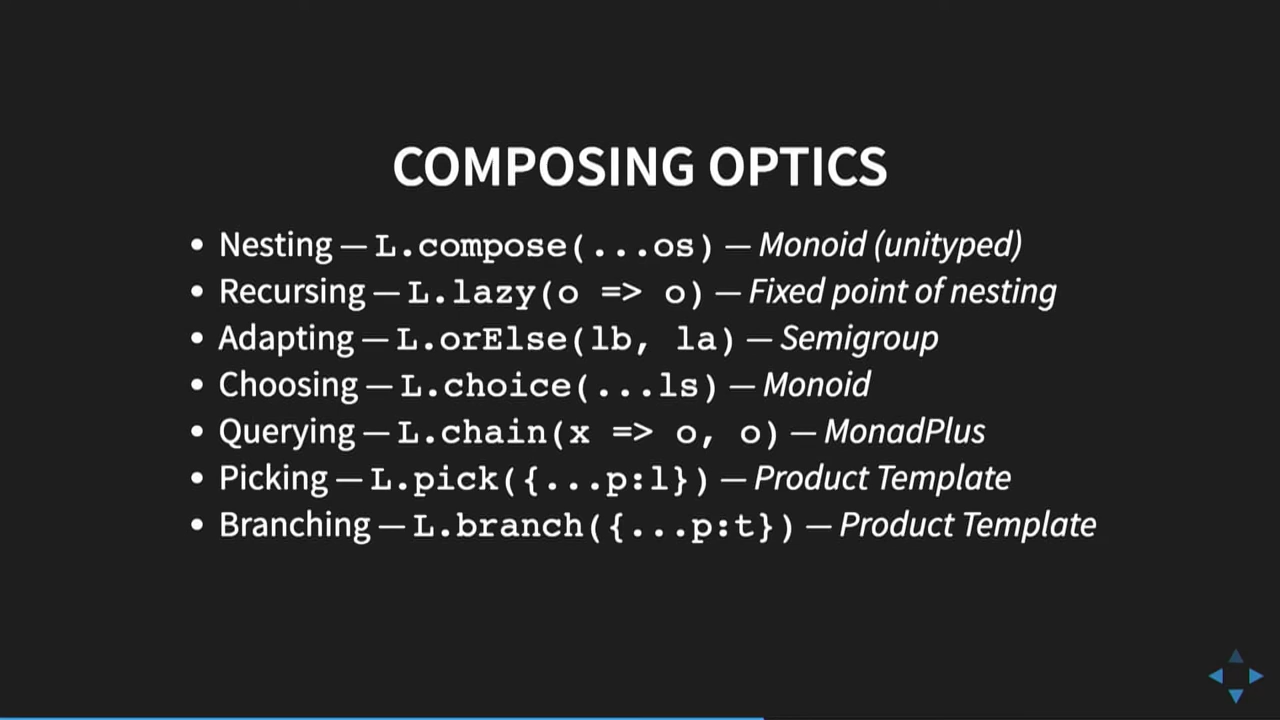 COMPOSING OPTICS
• Nesting — L.compose(...os) — Monoid (unityped)
• Recursing — L.lazy(o => o) — Fixed point of nesting
• Adapting — L.orElse(lb, la) — Semigroup
• Choosing — L.choice(...ls) — Monoid
• Querying — L.chain(x => o, o) — MonadPlus
• Picking — L.pick({...p:l}) — Product Template
• Branching — L.branch({...p:t}) — Product Template